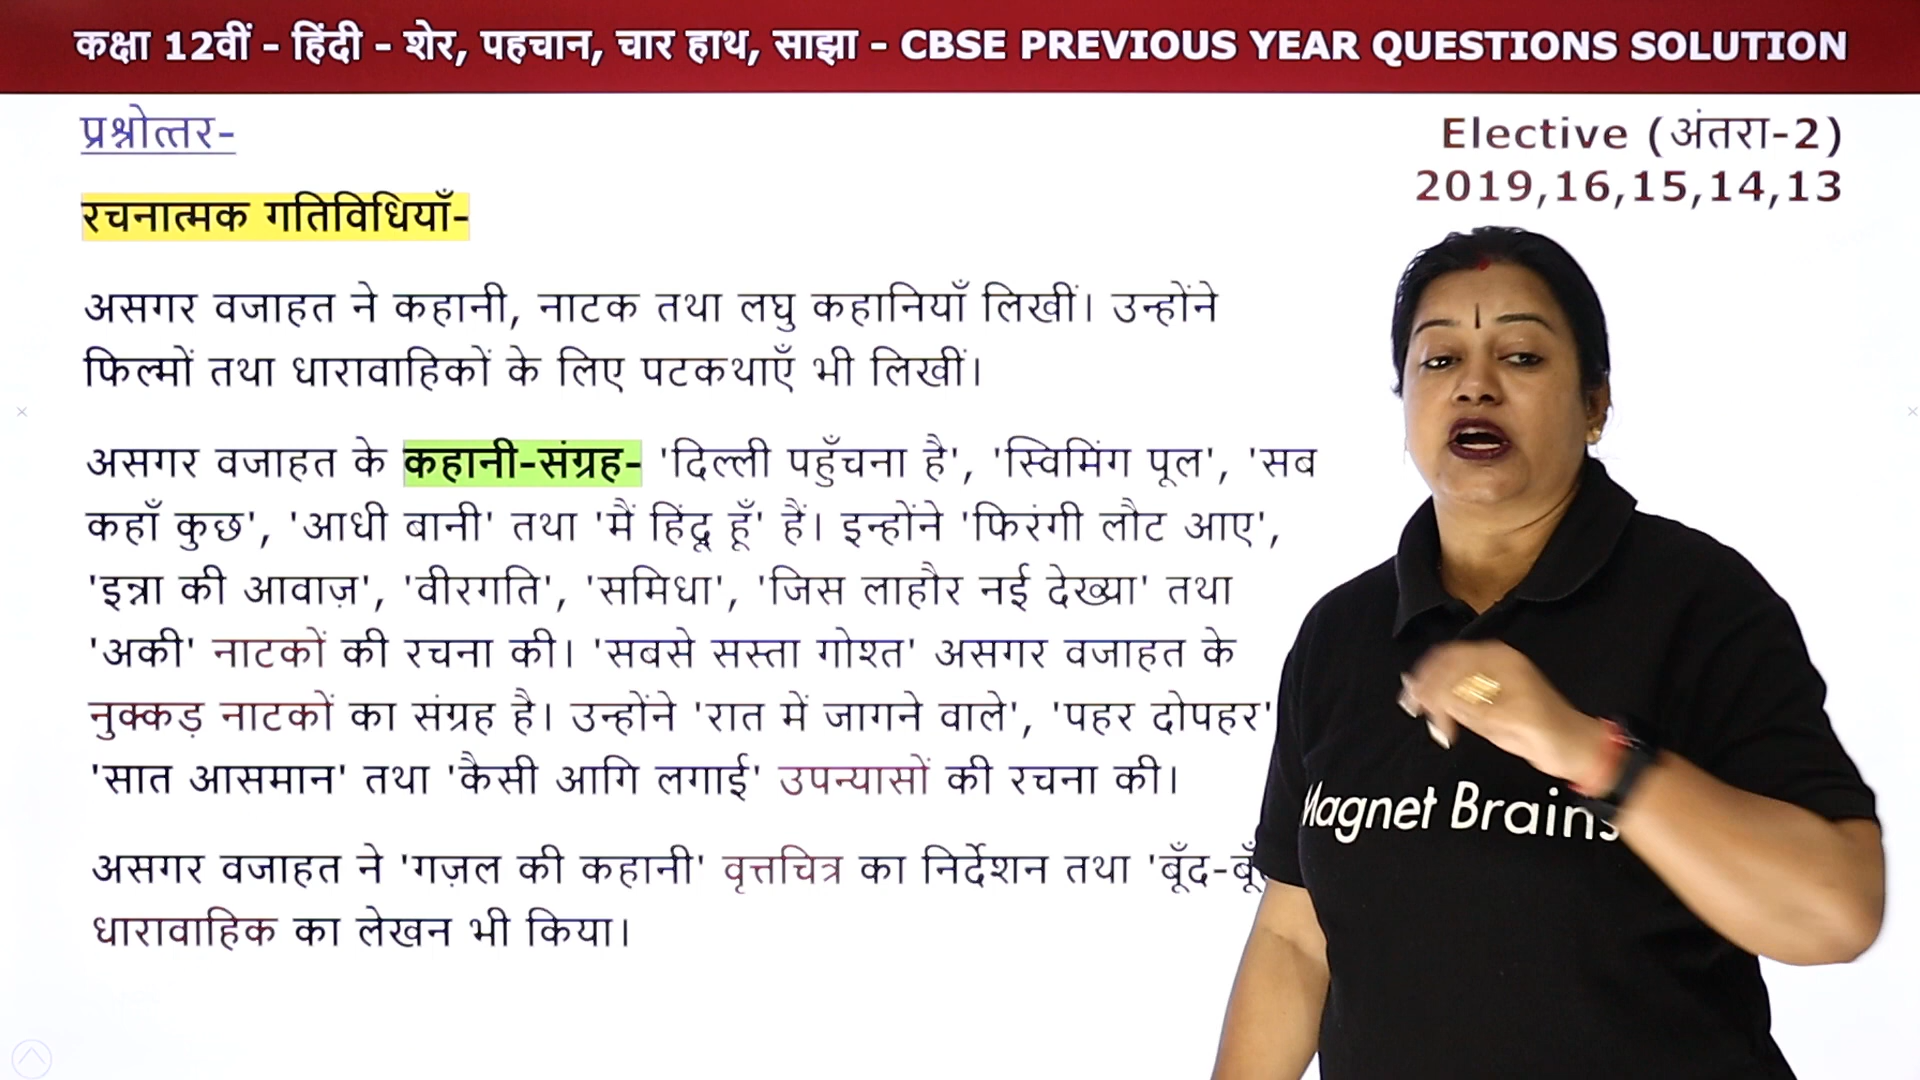 कक्षा 12वीं - हिंदी - शेर, पहचान, चार हाथ, साझा - CBSE PREVIOUS YEAR QUESTIONS SOLUTION
प्रश्नोत्तर-
Elective (अंतरा-2)
2019,16,15,14,13
रचनात्मक गतिविधियाँ-
असगर वजाहत ने कहानी, नाटक तथा लघु कहानियाँ लिखीं। उन्होंने
फिल्मों तथा धारावाहिकों के लिए पटकथाएँ भी लिखीं।
असगर वजाहत के कहानी-संग्रह- 'दिल्ली पहुँचना है', 'स्विमिंग पूल', 'सब
कहाँ कुछ', 'आधी बानी' तथा 'मैं हिंदू हूँ' हैं। इन्होंने 'फिरंगी लौट आए',
'इन्ना की आवाज़', 'वीरगति', 'समिधा', 'जिस लाहौर नई देख्या' तथा
'अकी' नाटकों की रचना की। 'सबसे सस्ता गोश्त' असगर वजाहत के
नुक्कड़ नाटकों का संग्रह है। उन्होंने 'रात में जागने वाले', 'पहर दोपहर'
'सात आसमान' तथा 'कैसी आगि लगाई' उपन्यासों की रचना की।
असगर वजाहत ने 'गज़ल की कहानी' वृत्तचित्र का निर्देशन तथा 'बूँद-
धारावाहिक का लेखन भी किया।
Magnet Brains